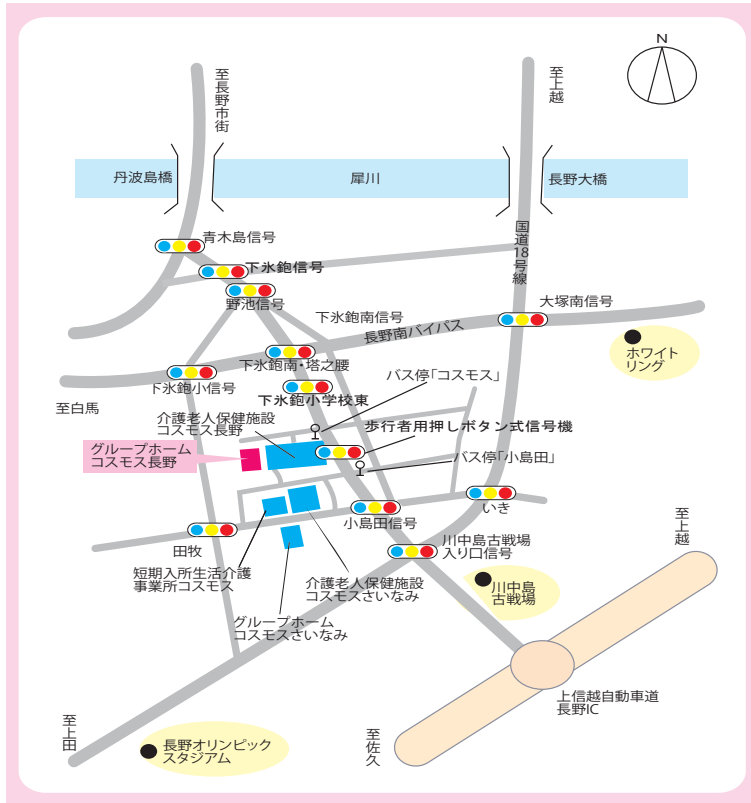 N
至長野市街
至上越
丹波島橋
犀川
長野大橋
国道18号線
青木島信号
下氷鉋信号
野池信号
下氷鉋南信号
大塚南信号
長野南バイパス
ホワイト
リング
下氷鉋南・塔之腰
下氷鉋小信号
バス停「コスモス」
下氷鉋小学校東
至白馬
介護老人保健施設
コスモス長野
歩行者用押しボタン式信号機
グループホーム
コスモス長野
バス停「小島田」
いき
小島田信号
田牧
川中島古戦場
入り口信号
至上越
短期入所生活介護
事業所コスモス
介護老人保健施設
コスモスさいなみ
川中島
古戦場
グループホーム
コスモスさいなみ
上信越自動車道
長野IC
至上田
至佐久
長野オリンピック
スタジアム